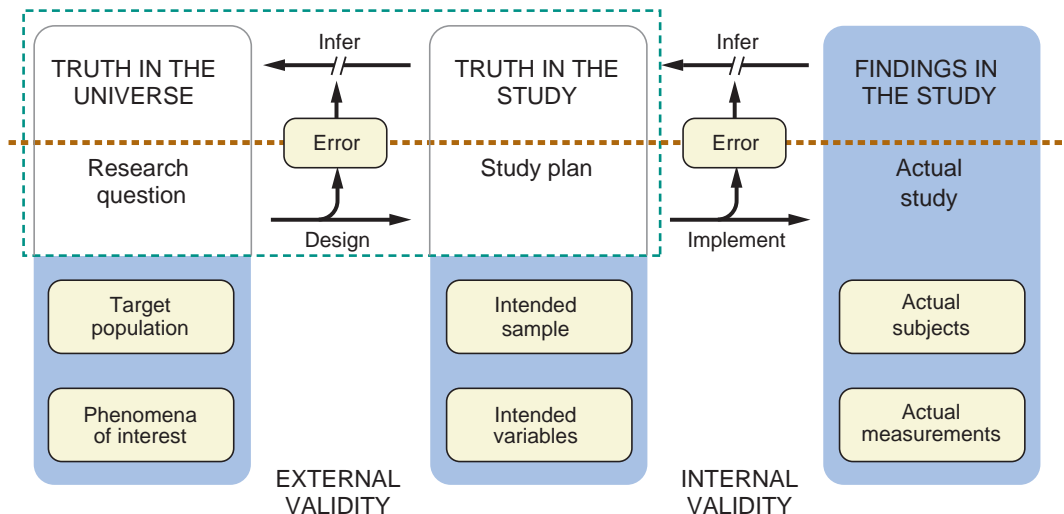 TRUTH IN THE
UNIVERSE
Research
question
Target
population
Phenomena
of interest
Infer
Error
Design
EXTERNAL
VALIDITY
TRUTH IN THE
STUDY
Study plan
Intended
sample
Intended
variables
Infer
Error
Implement
INTERNAL
VALIDITY
FINDINGS IN
THE STUDY
Actual
study
Actual
subjects
Actual
measurements